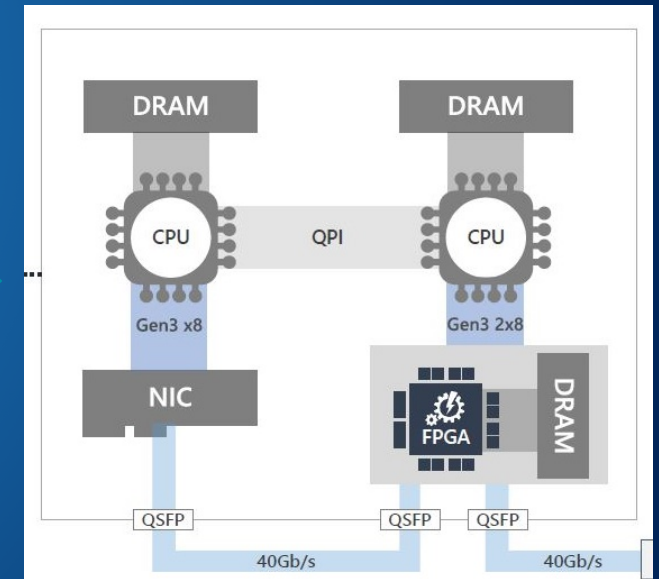 DRAM
DRAM
CPU
QPI
CPU
Gen3 x8
Gen3 2x8
NIC
FPGA
DRAM
QSFP
QSFP
QSFP
40Gb/s
40Gb/s